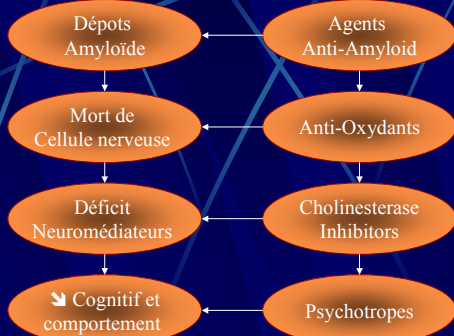 Dépots
Amyloïde
Agents
Anti-Amyloid
Mort de
Cellule nerveuse
Anti-Oxydants
Déficit
Neuromédiateurs
Cholinesterase
Inhibitors
➘ Cognitif et
comportement
Psychotropes